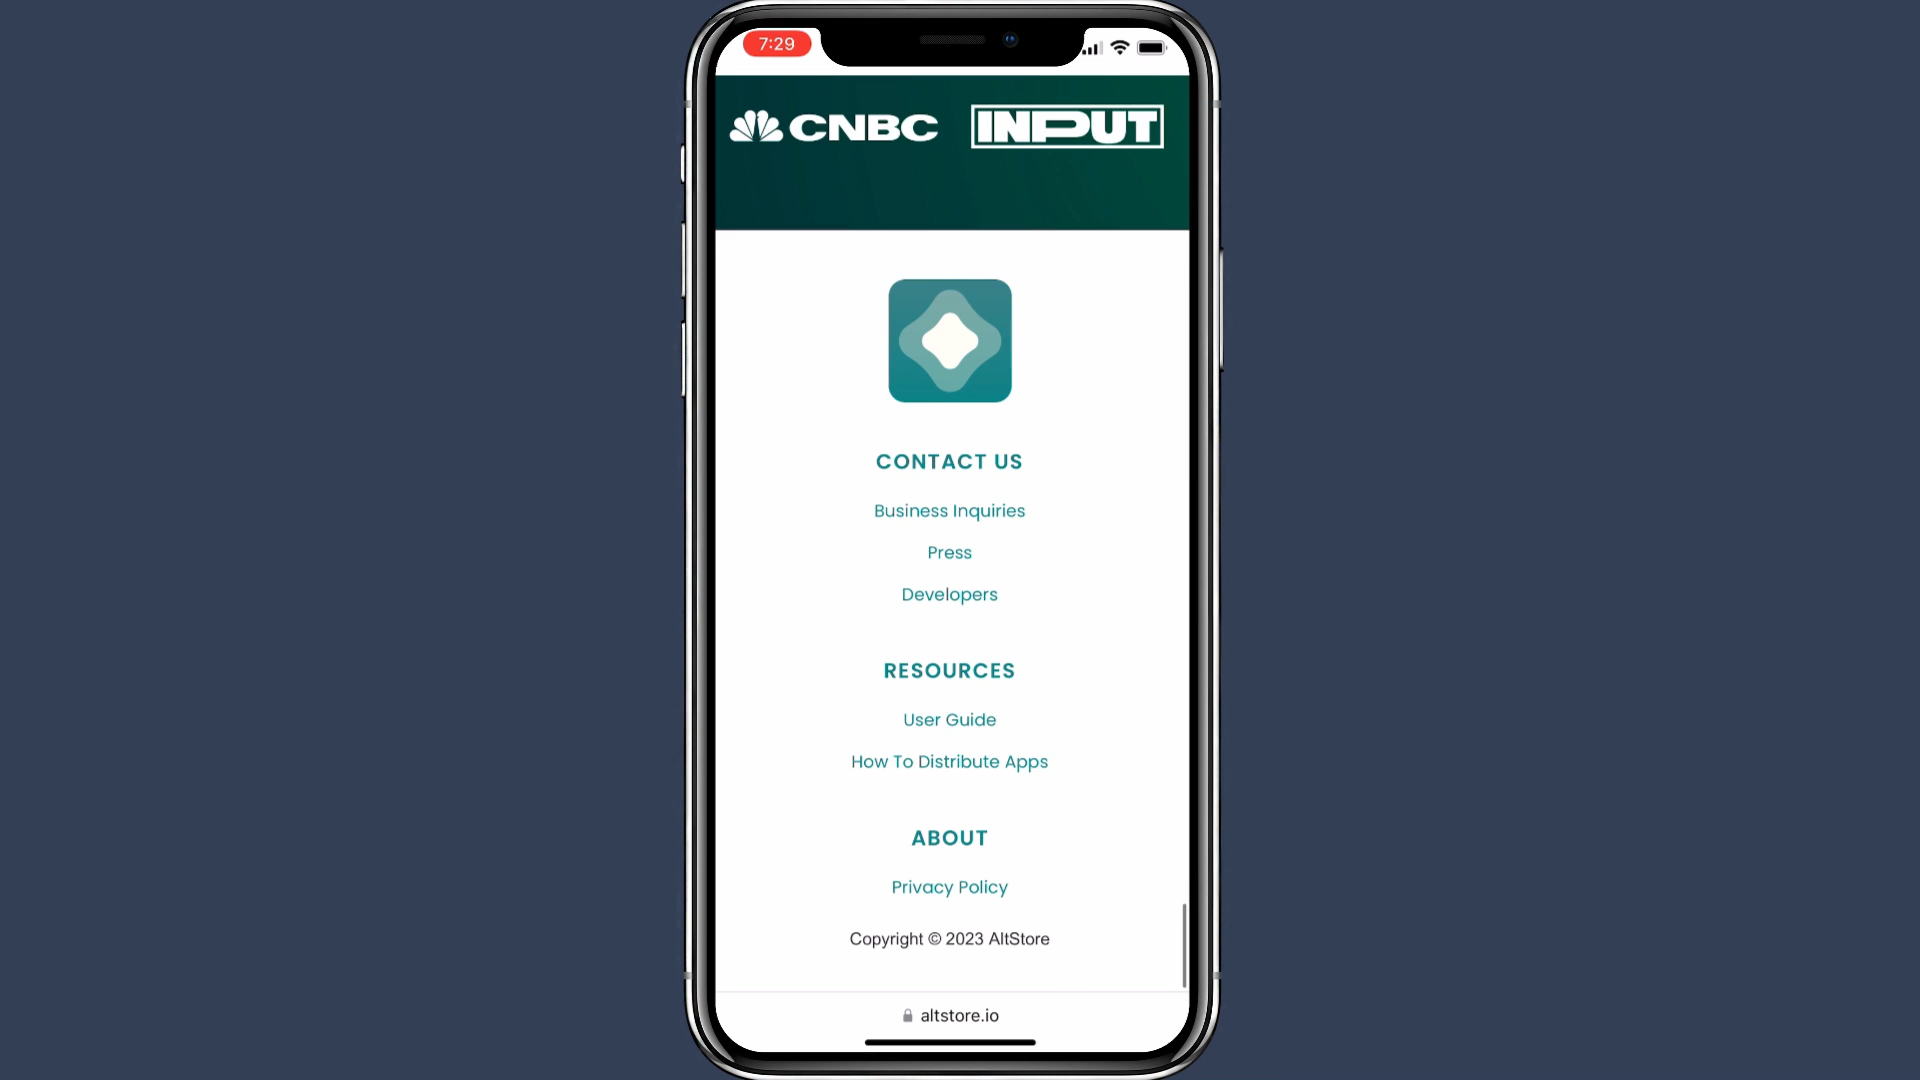 7:29
CNBC INPUT
CONTACT US
Business Inquiries
Press
Developers
RESOURCES
User Guide
How To Distribute Apps
ABOUT
Privacy Policy
Copyright © 2023 AltStore
altstore.io